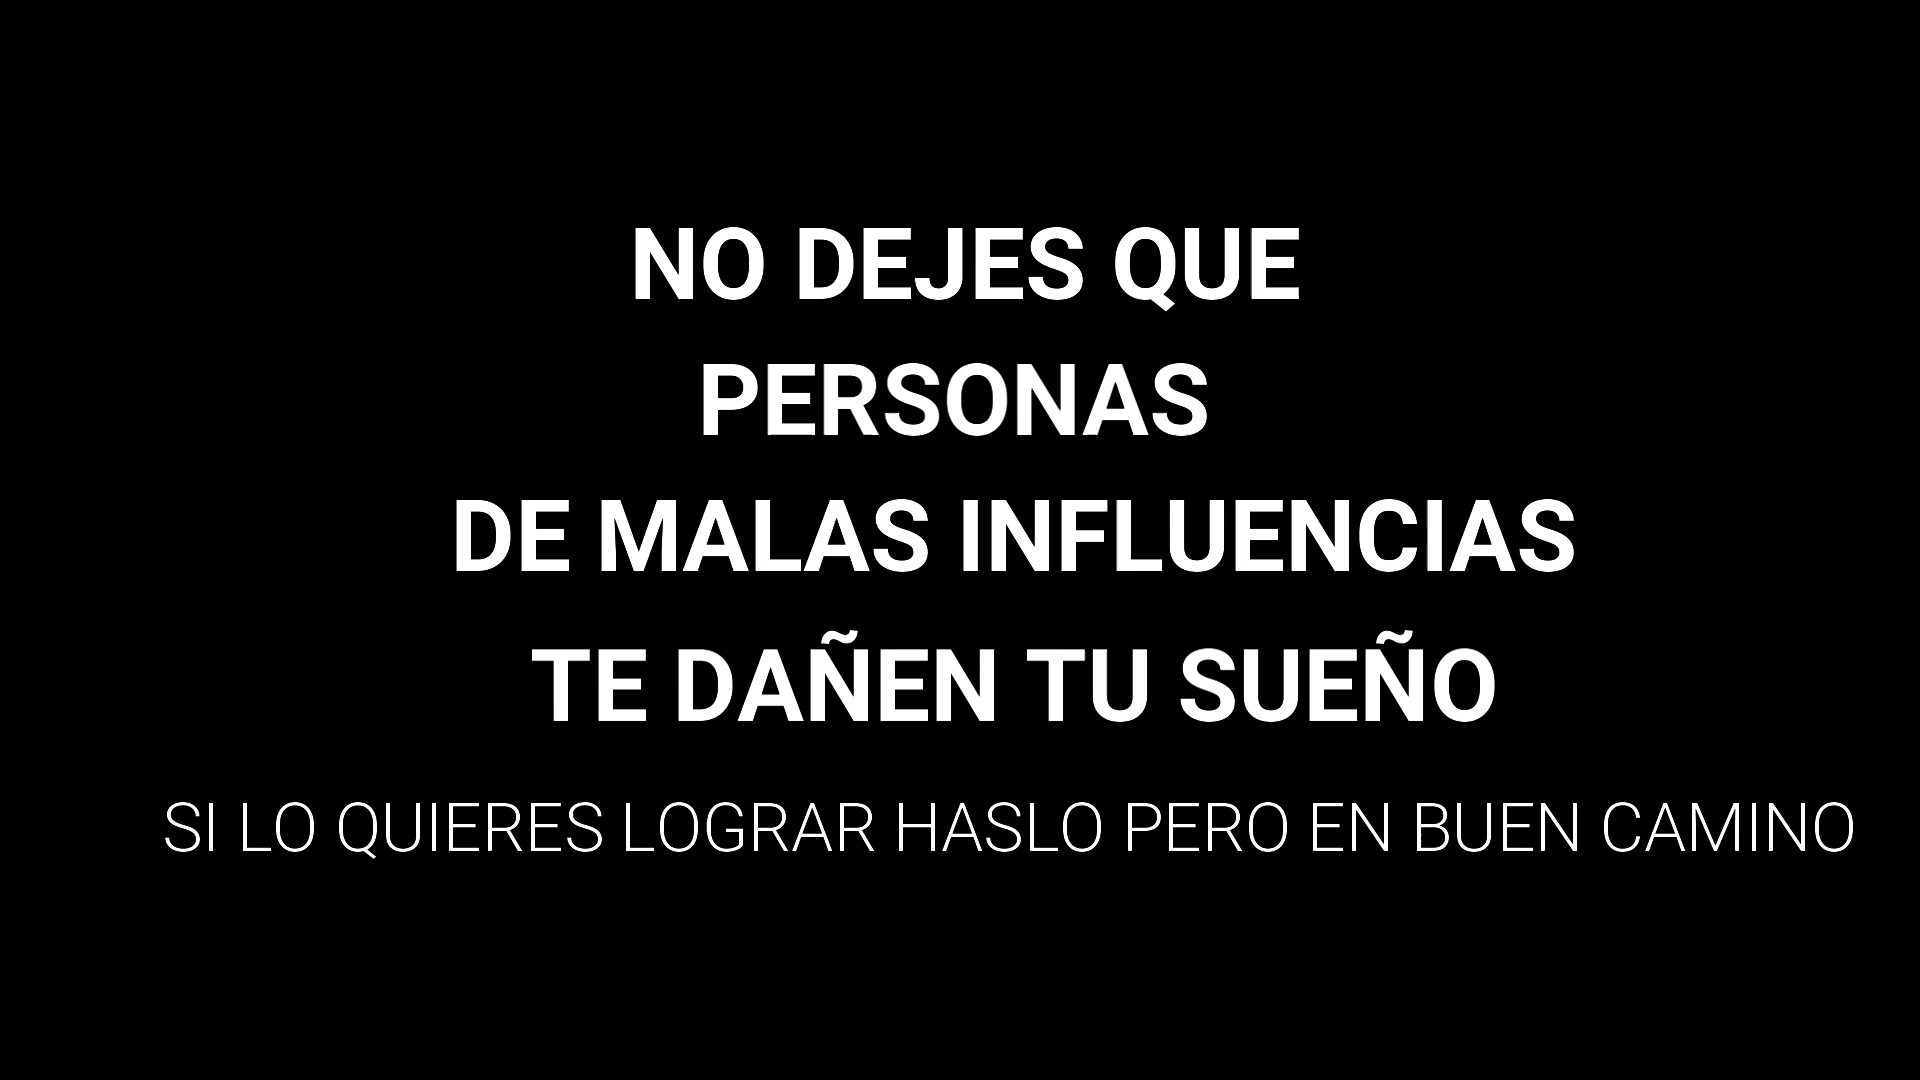 NO DEJES QUE
PERSONAS
DE MALAS INFLUENCIAS
TE DAÑEN TU SUEÑO
SI LO QUIERES LOGRAR HASLO PERO EN BUEN CAMINO